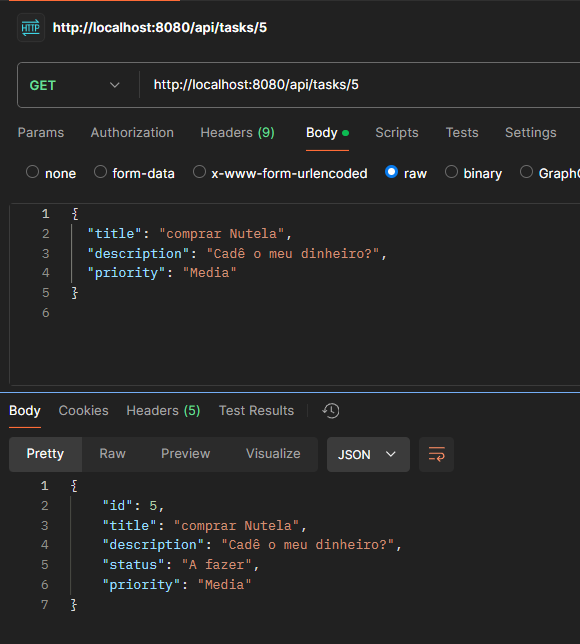 HTTP http://localhost:8080/api/tasks/5
GET http://localhost:8080/api/tasks/5
Params Authorization Headers (9) Body Scripts Tests Settings
none form-data x-www-form-urlencoded raw binary GraphQ
1 {
2 "title": "comprar Nutela",
3 "description": "Cadê o meu dinheiro?",
4 "priority": "Media"
5 }
6
Body Cookies Headers (5) Test Results
Pretty Raw Preview Visualize JSON
1 {
2 "id": 5,
3 "title": "comprar Nutela",
4 "description": "Cadê o meu dinheiro?",
5 "status": "A fazer",
6 "priority": "Media"
7 }